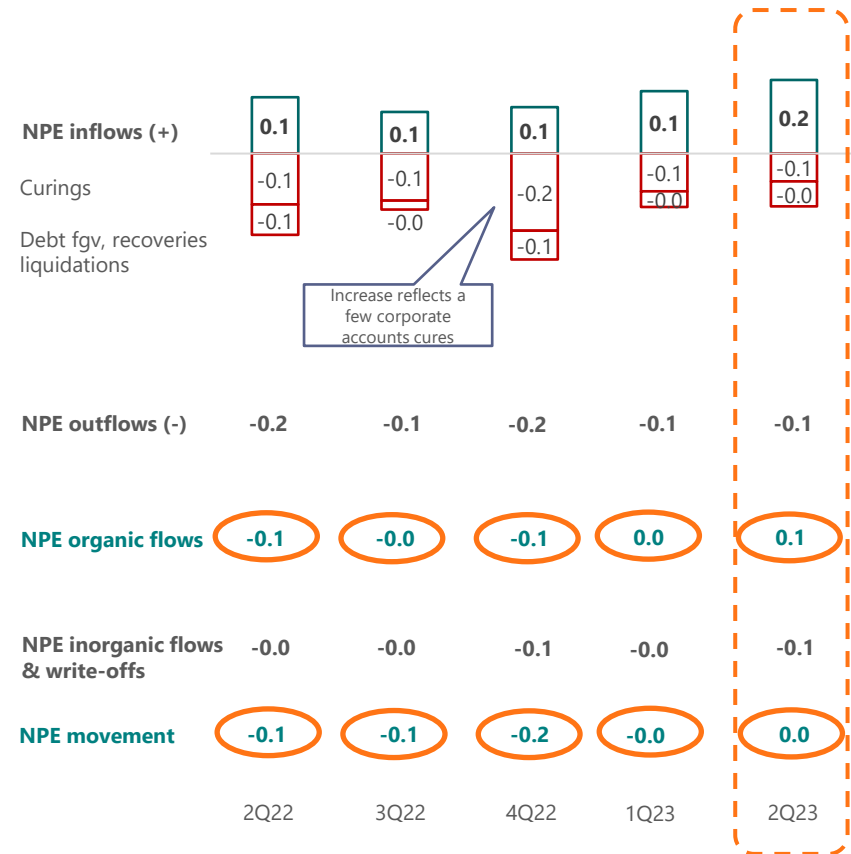 NPE inflows (+) 0.1 0.1 0.1 0.1 0.2
Curings -0.1 -0.1 -0.2 -0.1 -0.1
Debt fgv, recoveries
liquidations
-0.1 -0.0 -0.1 -0.0 -0.0
Increase reflects a
few corporate
accounts cures
NPE outflows (-) -0.2 -0.1 -0.2 -0.1 -0.1
NPE organic flows -0.1 -0.0 -0.1 0.0 0.1
NPE inorganic flows
& write-offs
-0.0 -0.0 -0.1 -0.0 -0.1
NPE movement -0.1 -0.1 -0.2 -0.0 0.0
2Q22 3Q22 4Q22 1Q23 2Q23